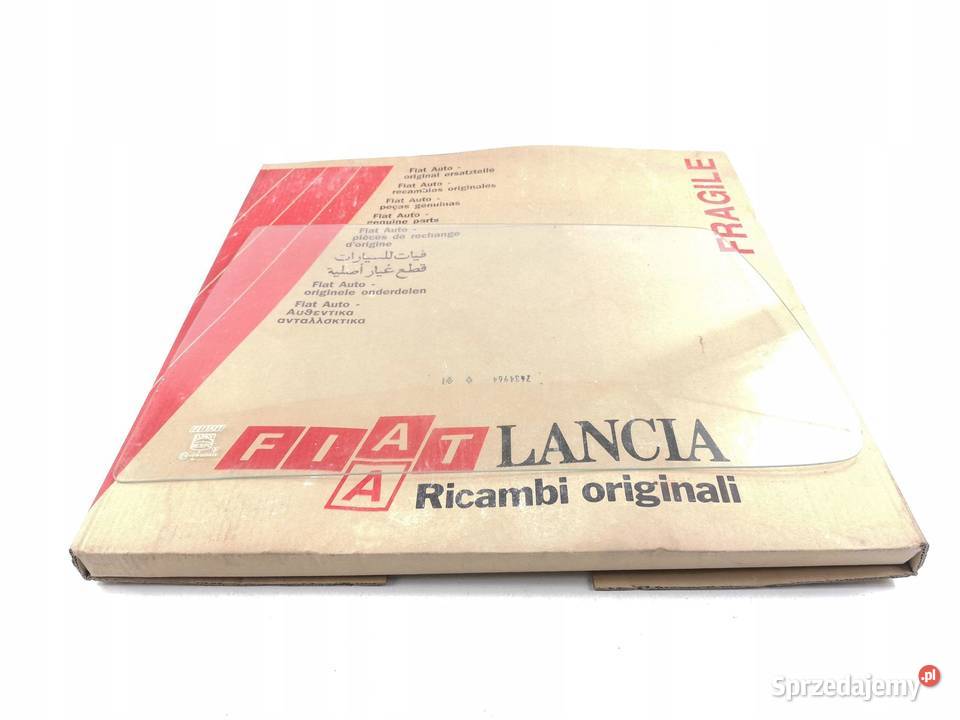 Fiat Auto -
original ersatzteile
Fiat Auto -
recambios originales
Fiat Auto -
peças genuinas
Fiat Auto -
genuine parts
Fiat Auto -
pièces de rechange
d'origine
فيات للسيارات
قطع غيار أصلية
Fiat Auto -
originele onderdelen
Fiat Auto -
Αυθεντικα
ανταλλακτικα
FRAGILE
FIAT LANCIA
A Ricambi originali
Sprzedajemy.pl